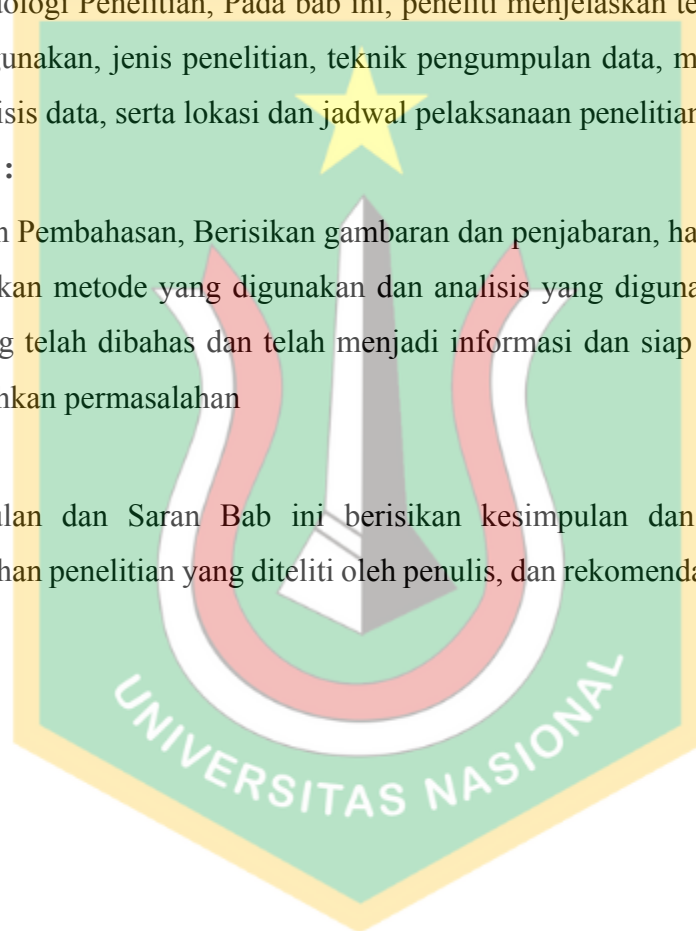 ologi Penelitian, Pada bab ini, peneliti menjelaskan te
gunakan, jenis penelitian, teknik pengumpulan data, m
isis data, serta lokasi dan jadwal pelaksanaan penelitian
:
n Pembahasan, Berisikan gambaran dan penjabaran, ha
kan metode yang digunakan dan analisis yang diguna
g telah dibahas dan telah menjadi informasi dan siap
hkan permasalahan
ulan dan Saran Bab ini berisikan kesimpulan dan
han penelitian yang diteliti oleh penulis, dan rekomenda
UNIVERSITAS NASIONAL